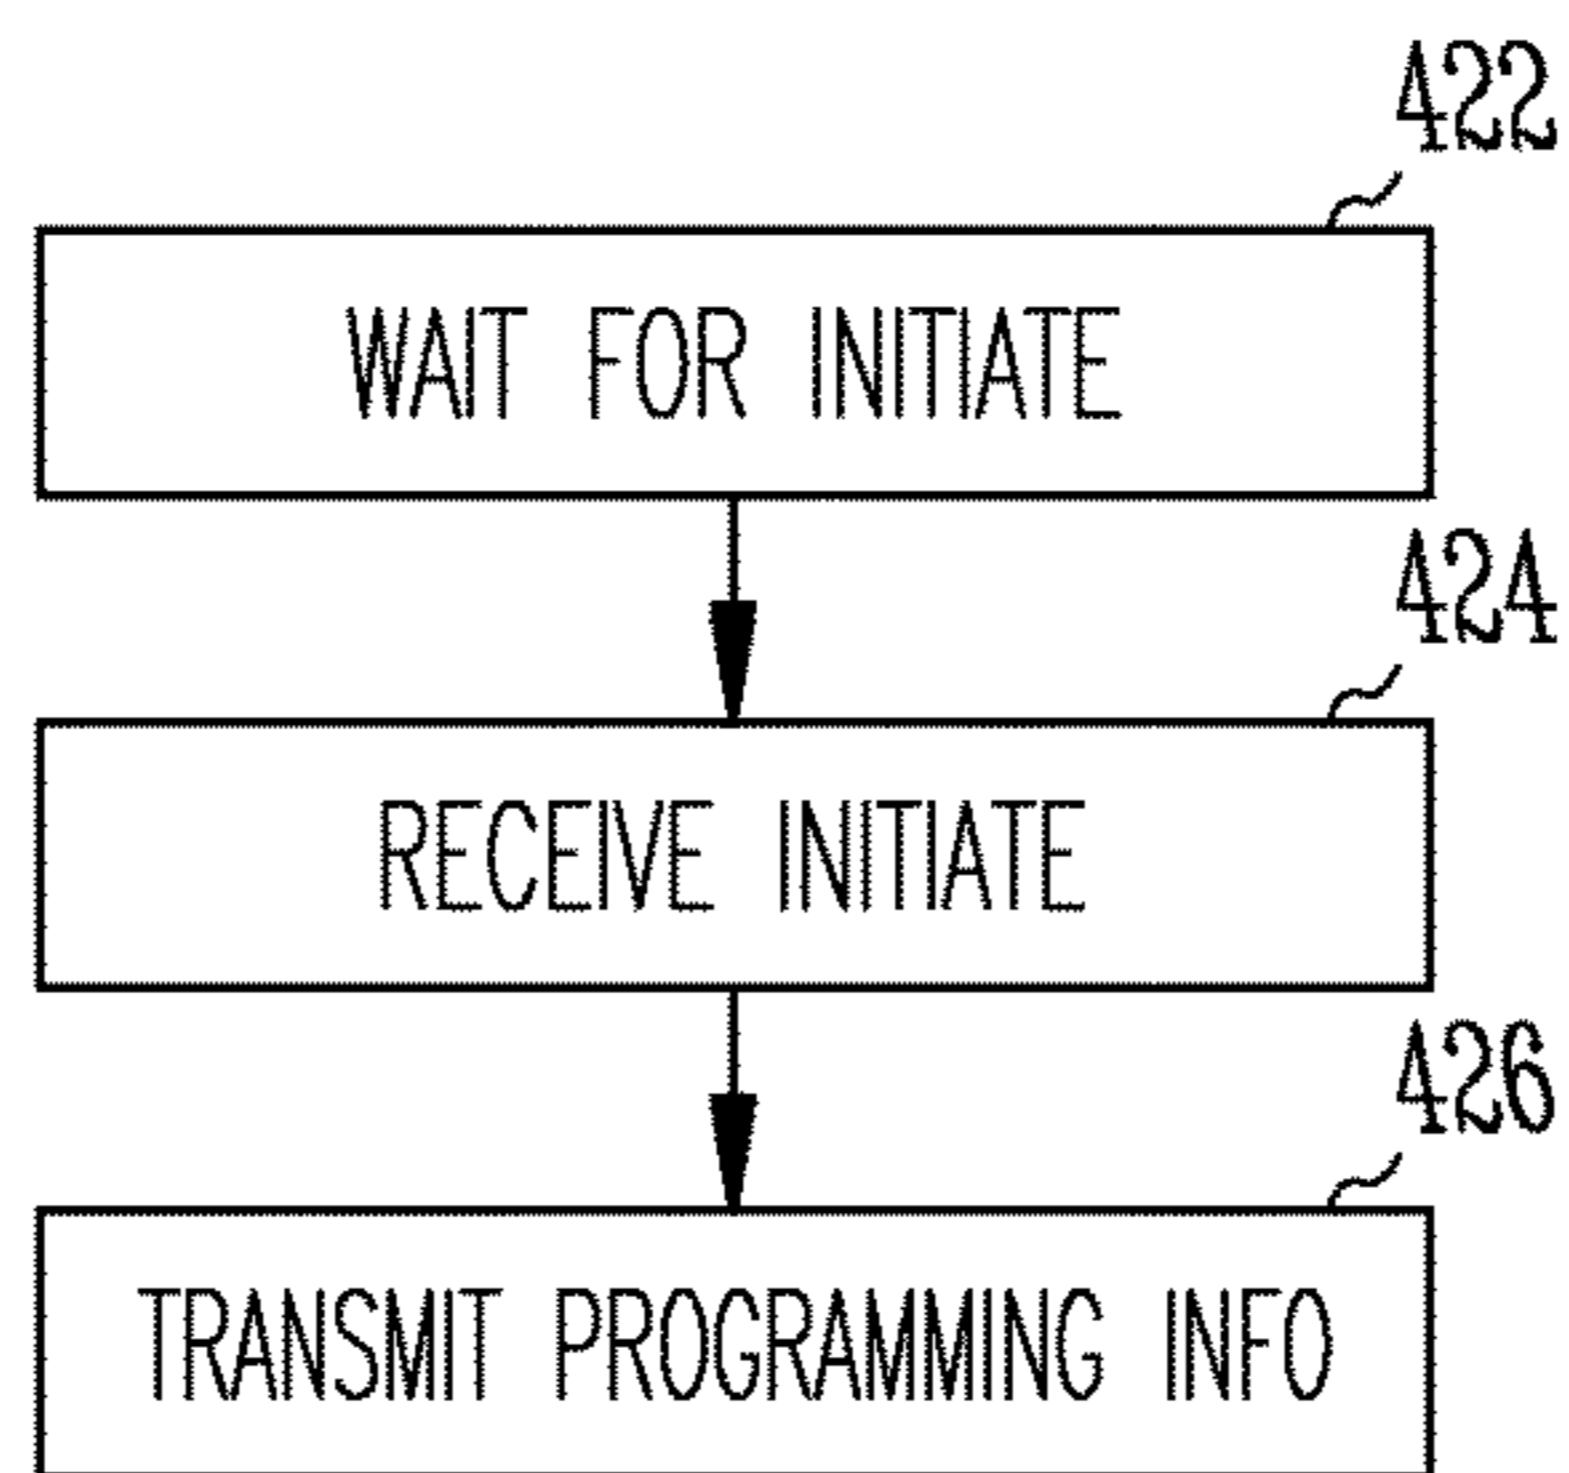 422
WAIT FOR INITIATE
424
RECEIVE INITIATE
426
TRANSMIT PROGRAMMING INFO